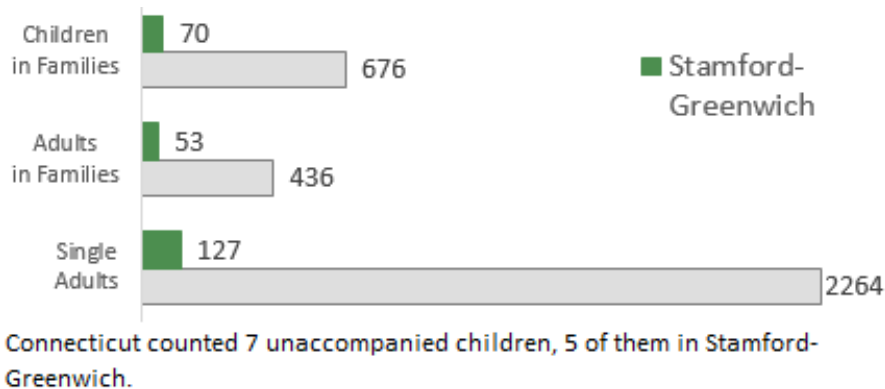 Children
in Families
70
676
Stamford-
Greenwich
Adults
in Families
53
436
Single
Adults
127
2264
Connecticut counted 7 unaccompanied children, 5 of them in Stamford-
Greenwich.